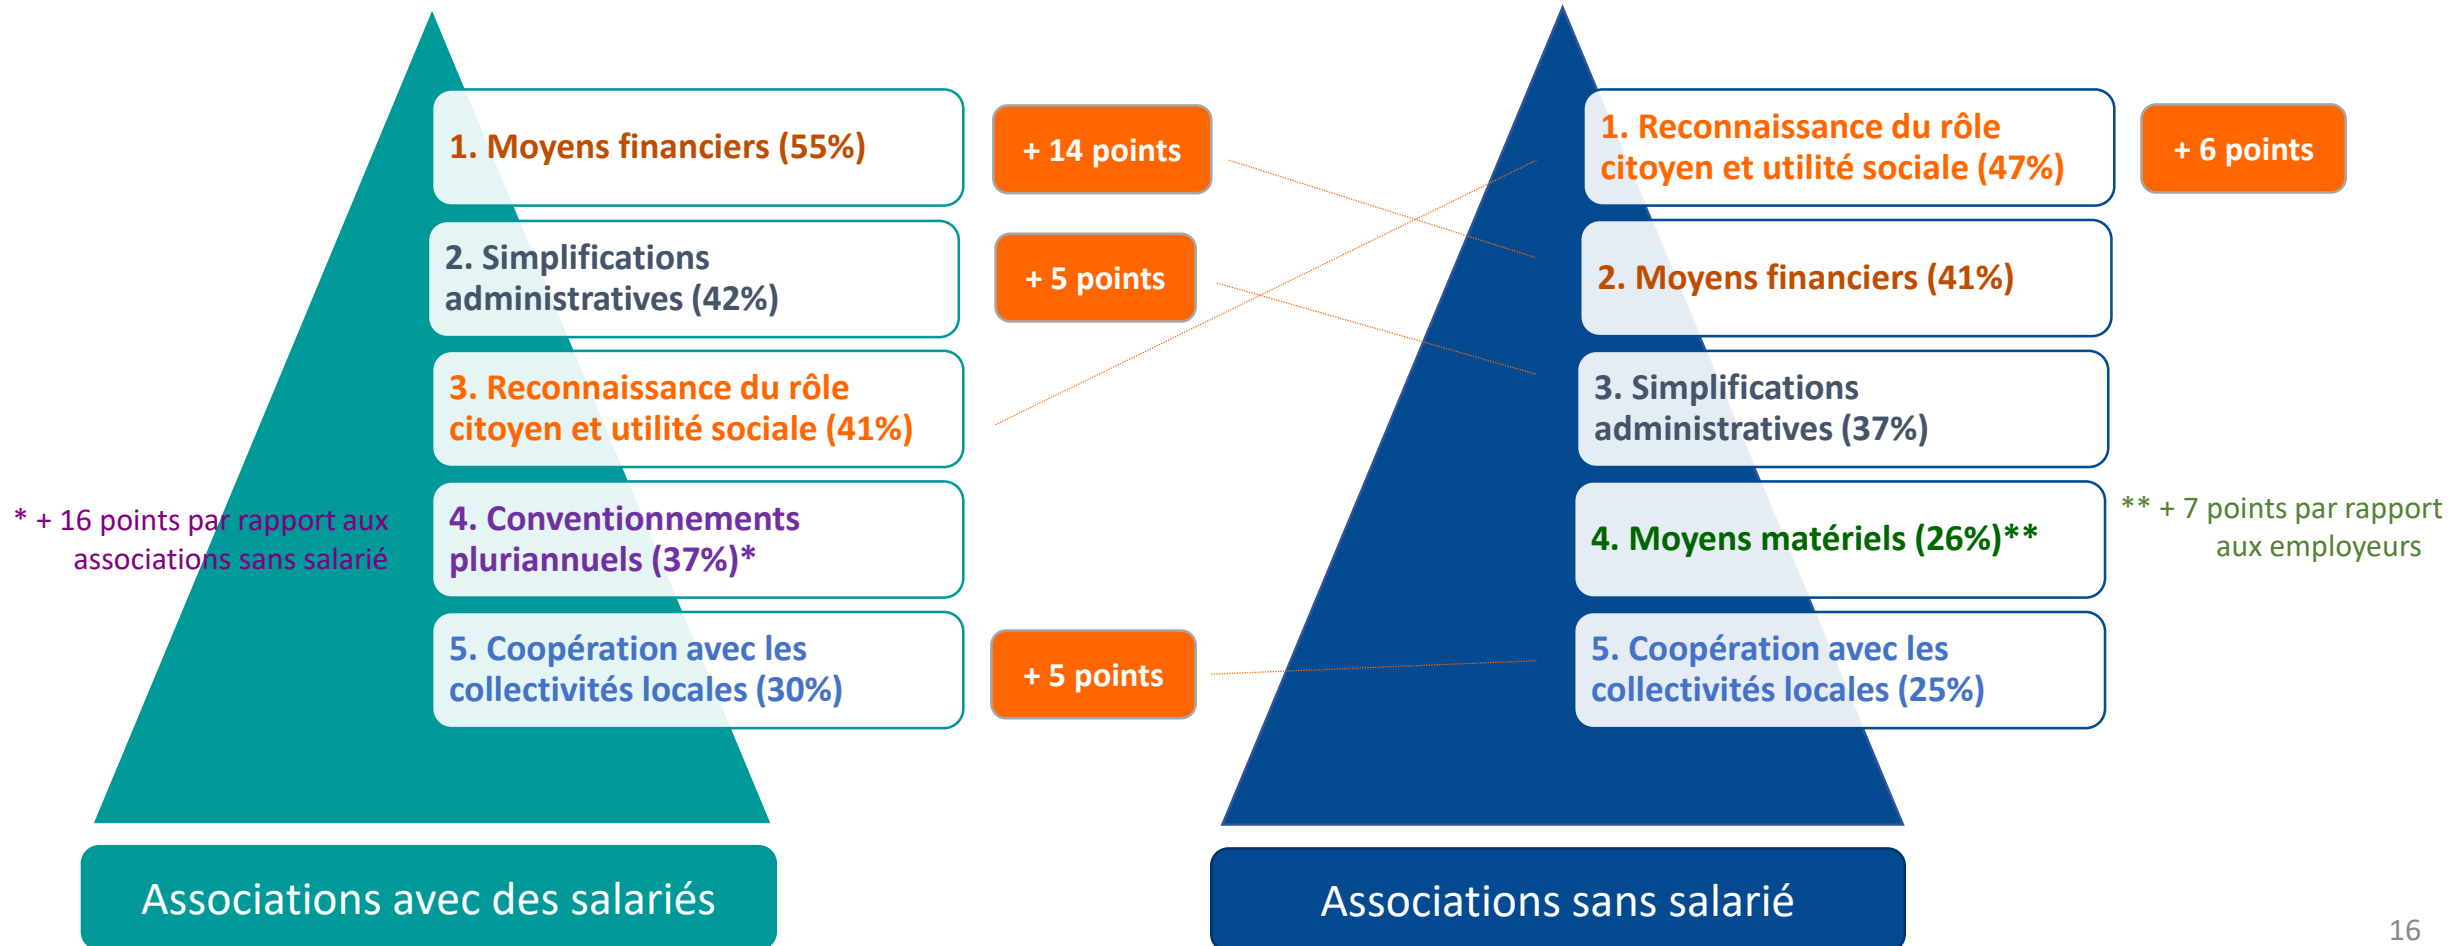 1. Moyens financiers (55%)
+ 14 points
2. Simplifications
administratives (42%)
+ 5 points
3. Reconnaissance du rôle
citoyen et utilité sociale (41%)
* + 16 points par rapport aux
associations sans salarié
4. Conventionnements
pluriannuels (37%)*
5. Coopération avec les
collectivités locales (30%)
+ 5 points
Associations avec des salariés
1. Reconnaissance du rôle
citoyen et utilité sociale (47%)
+ 6 points
2. Moyens financiers (41%)
3. Simplifications
administratives (37%)
4. Moyens matériels (26%)**
** + 7 points par rapport
aux employeurs
5. Coopération avec les
collectivités locales (25%)
Associations sans salarié
16